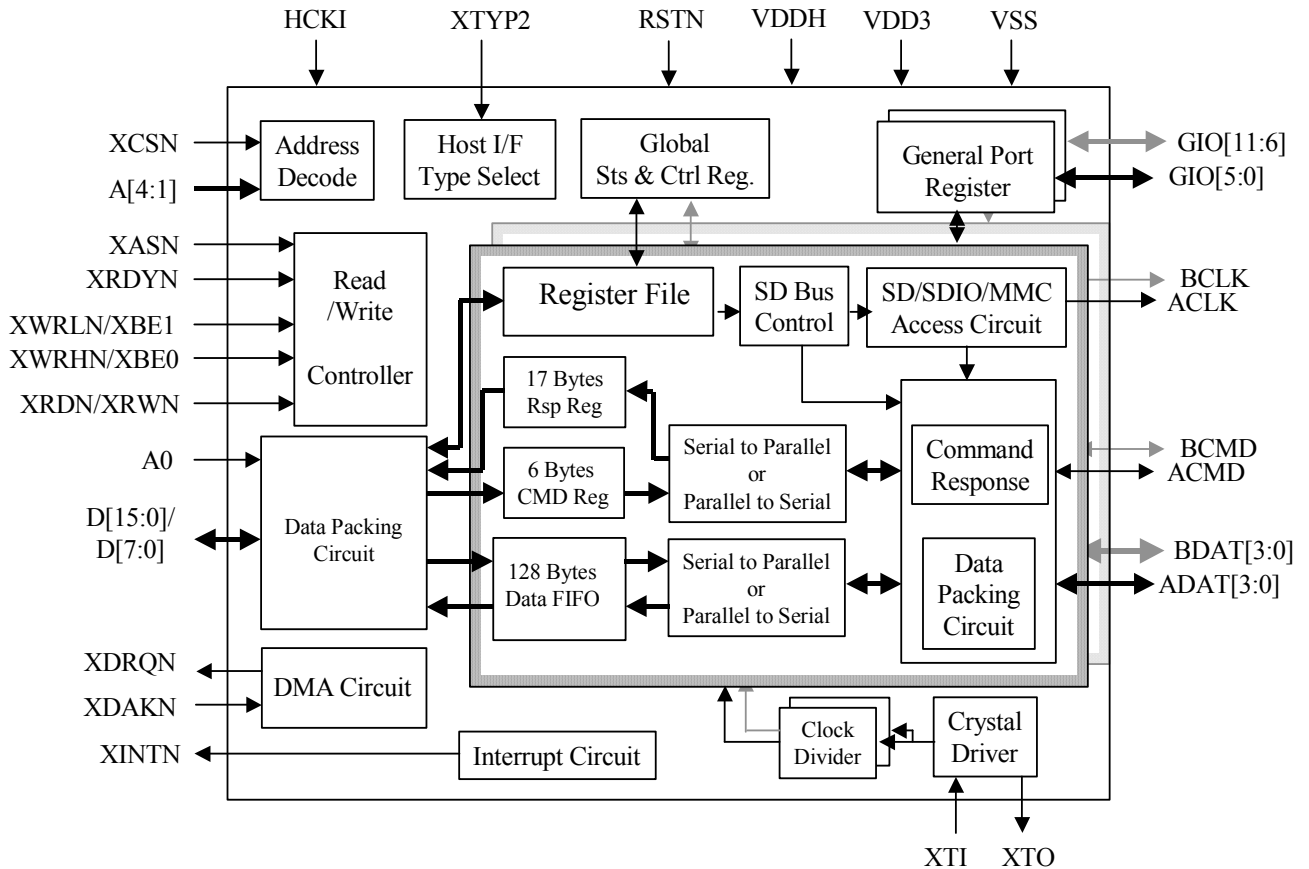 HCKI
XTYP2
RSTN
VDDH
VDD3
VSS
XCSN
A[4:1]
Address
Decode
Host I/F
Type Select
Global
Sts & Ctrl Reg.
General Port
Register
GIO[11:6]
GIO[5:0]
XASN
XRDYN
XWRLN/XBE1
XWRHN/XBE0
XRDN/XRWN
Read
/Write
Controller
Register File
SD Bus
Control
SD/SDIO/MMC
Access Circuit
BCLK
ACLK
17 Bytes
Rsp Reg
6 Bytes
CMD Reg
Serial to Parallel
or
Parallel to Serial
Command
Response
BCMD
ACMD
A0
D[15:0]/
D[7:0]
Data Packing
Circuit
128 Bytes
Data FIFO
Serial to Parallel
or
Parallel to Serial
Data
Packing
Circuit
BDAT[3:0]
ADAT[3:0]
XDRQN
XDAKN
DMA Circuit
XINTN
Interrupt Circuit
Clock
Divider
Crystal
Driver
XTI
XTO